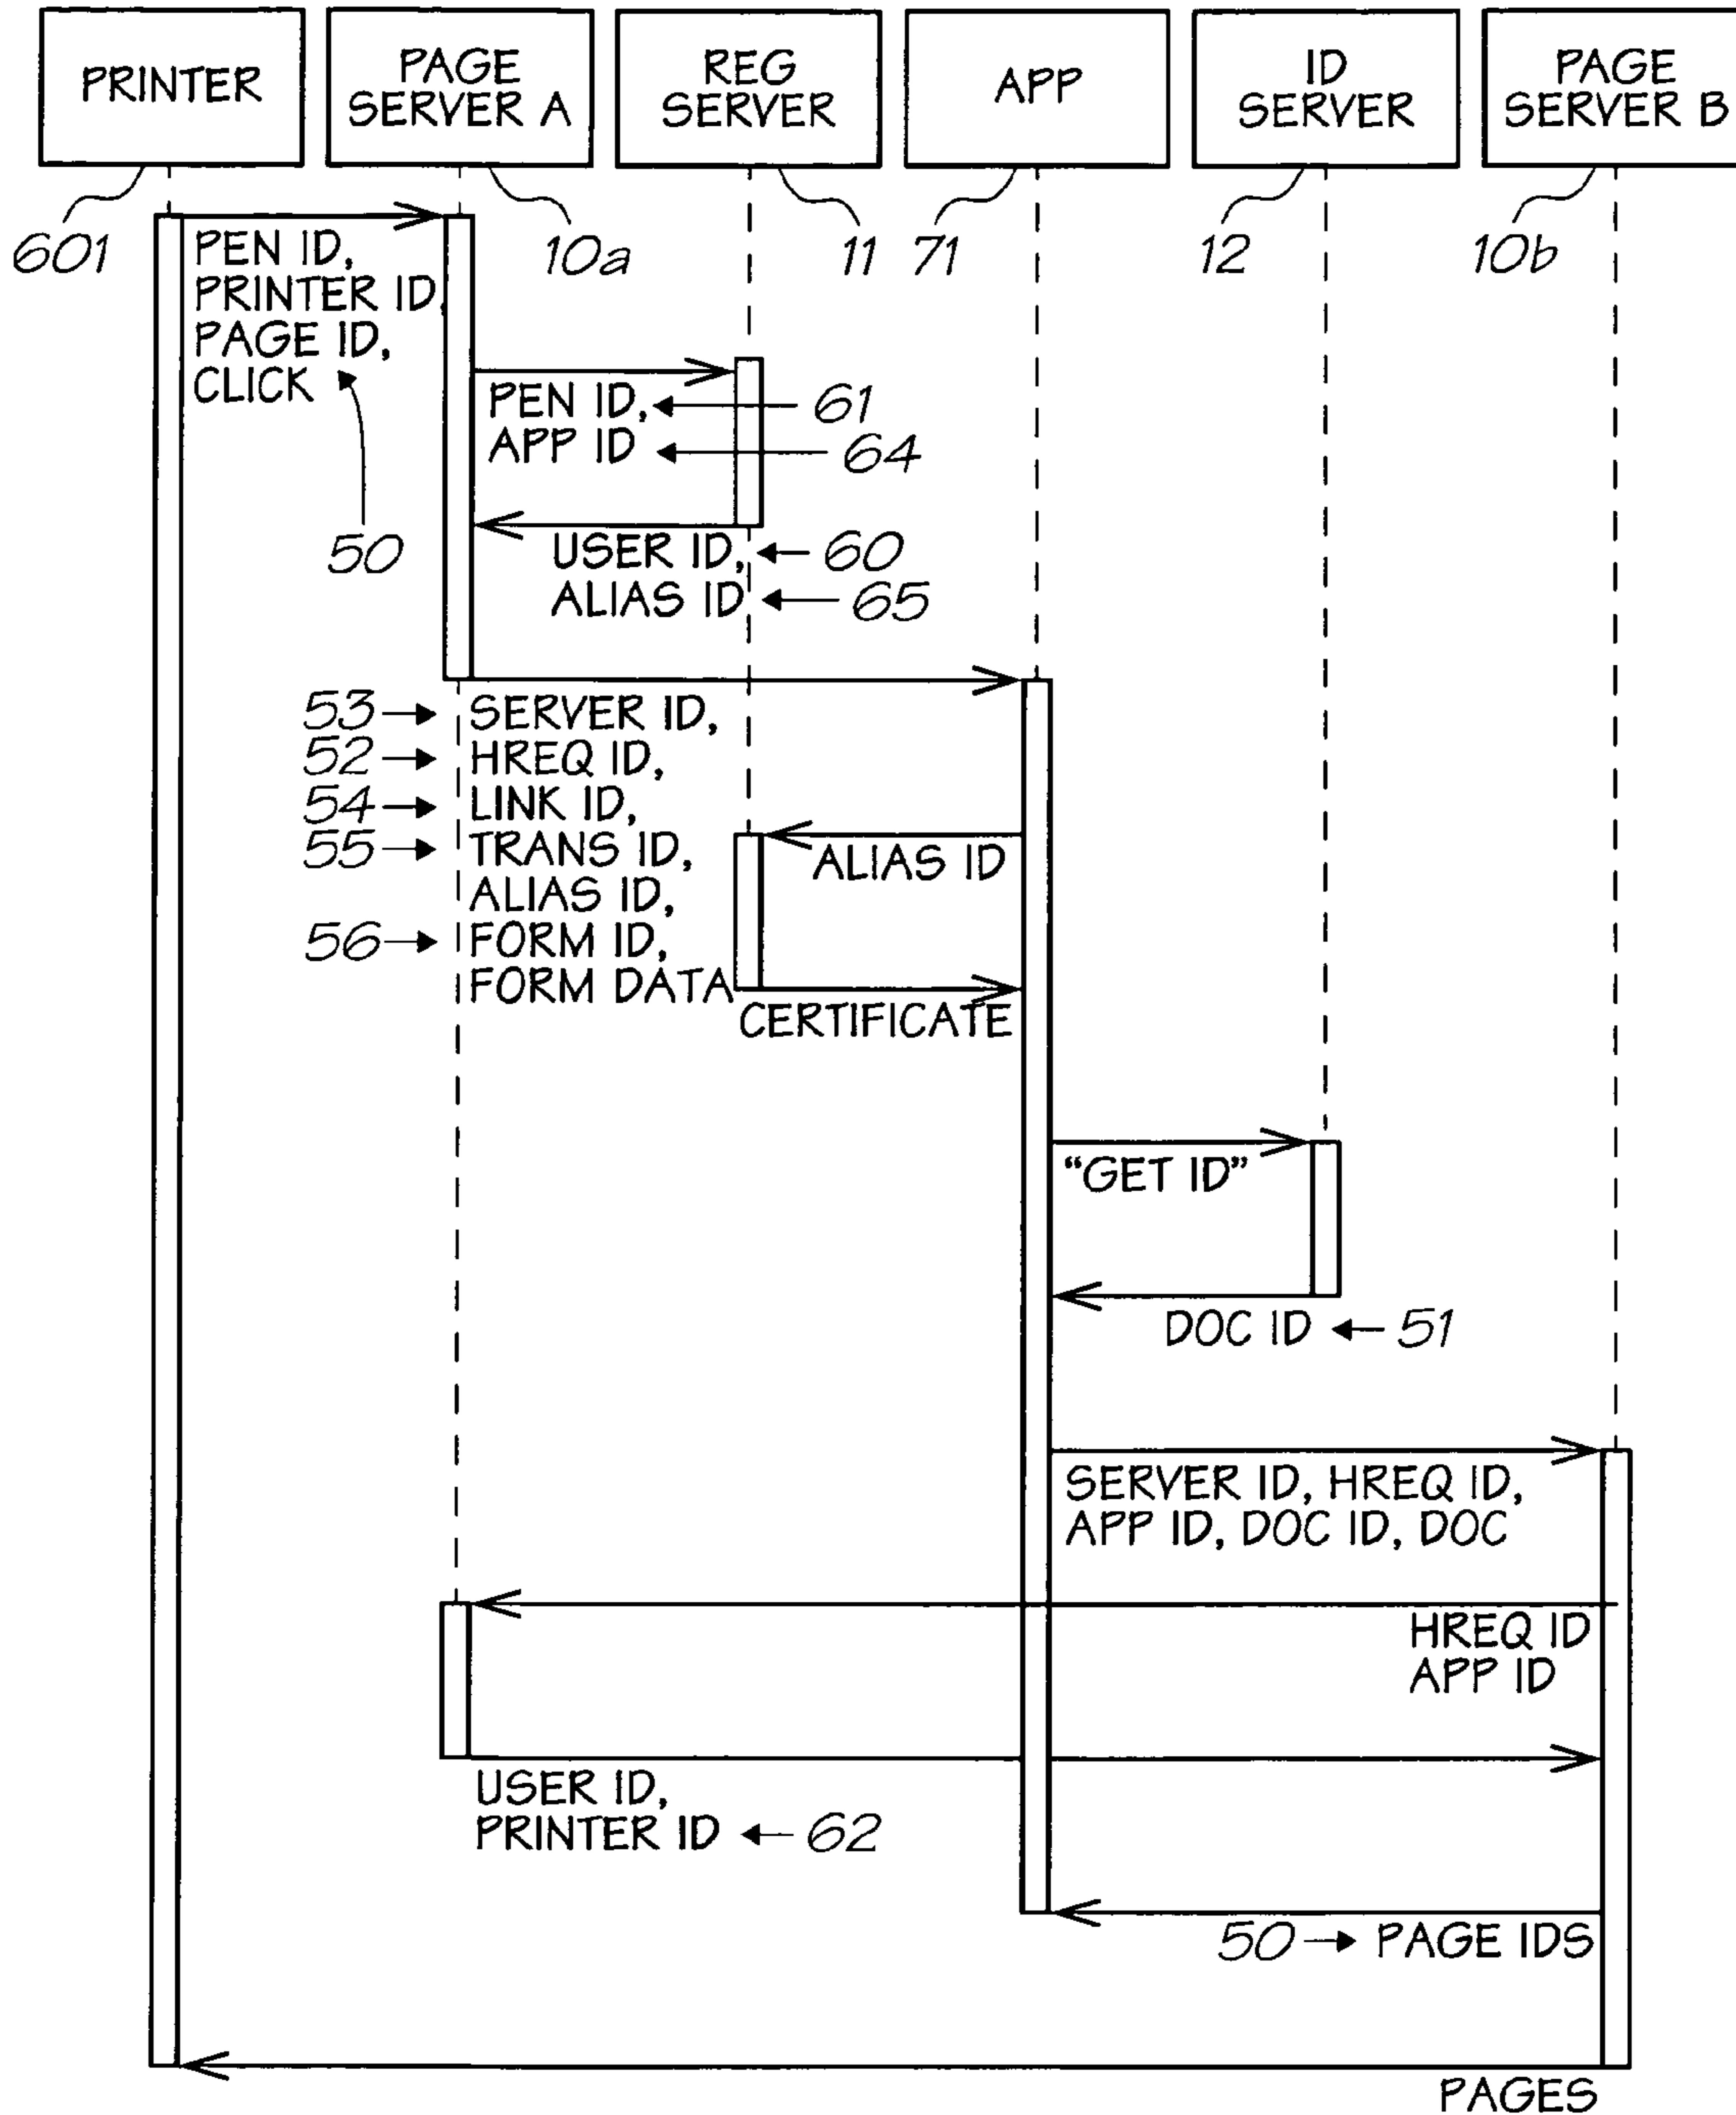 PRINTER
PAGE
SERVER A
REG
SERVER
APP
ID
SERVER
PAGE
SERVER B
601
10a
11
71
12
10b
PEN ID,
PRINTER ID,
PAGE ID,
CLICK
50
PEN ID, 61
APP ID 64
USER ID, 60
ALIAS ID 65
53 SERVER ID,
52 HREQ ID,
54 LINK ID,
55 TRANS ID,
ALIAS ID,
56 FORM ID,
FORM DATA
ALIAS ID
CERTIFICATE
“GET ID”
DOC ID 51
SERVER ID, HREQ ID,
APP ID, DOC ID, DOC
HREQ ID
APP ID
USER ID,
PRINTER ID 62
50 PAGE IDS
PAGES